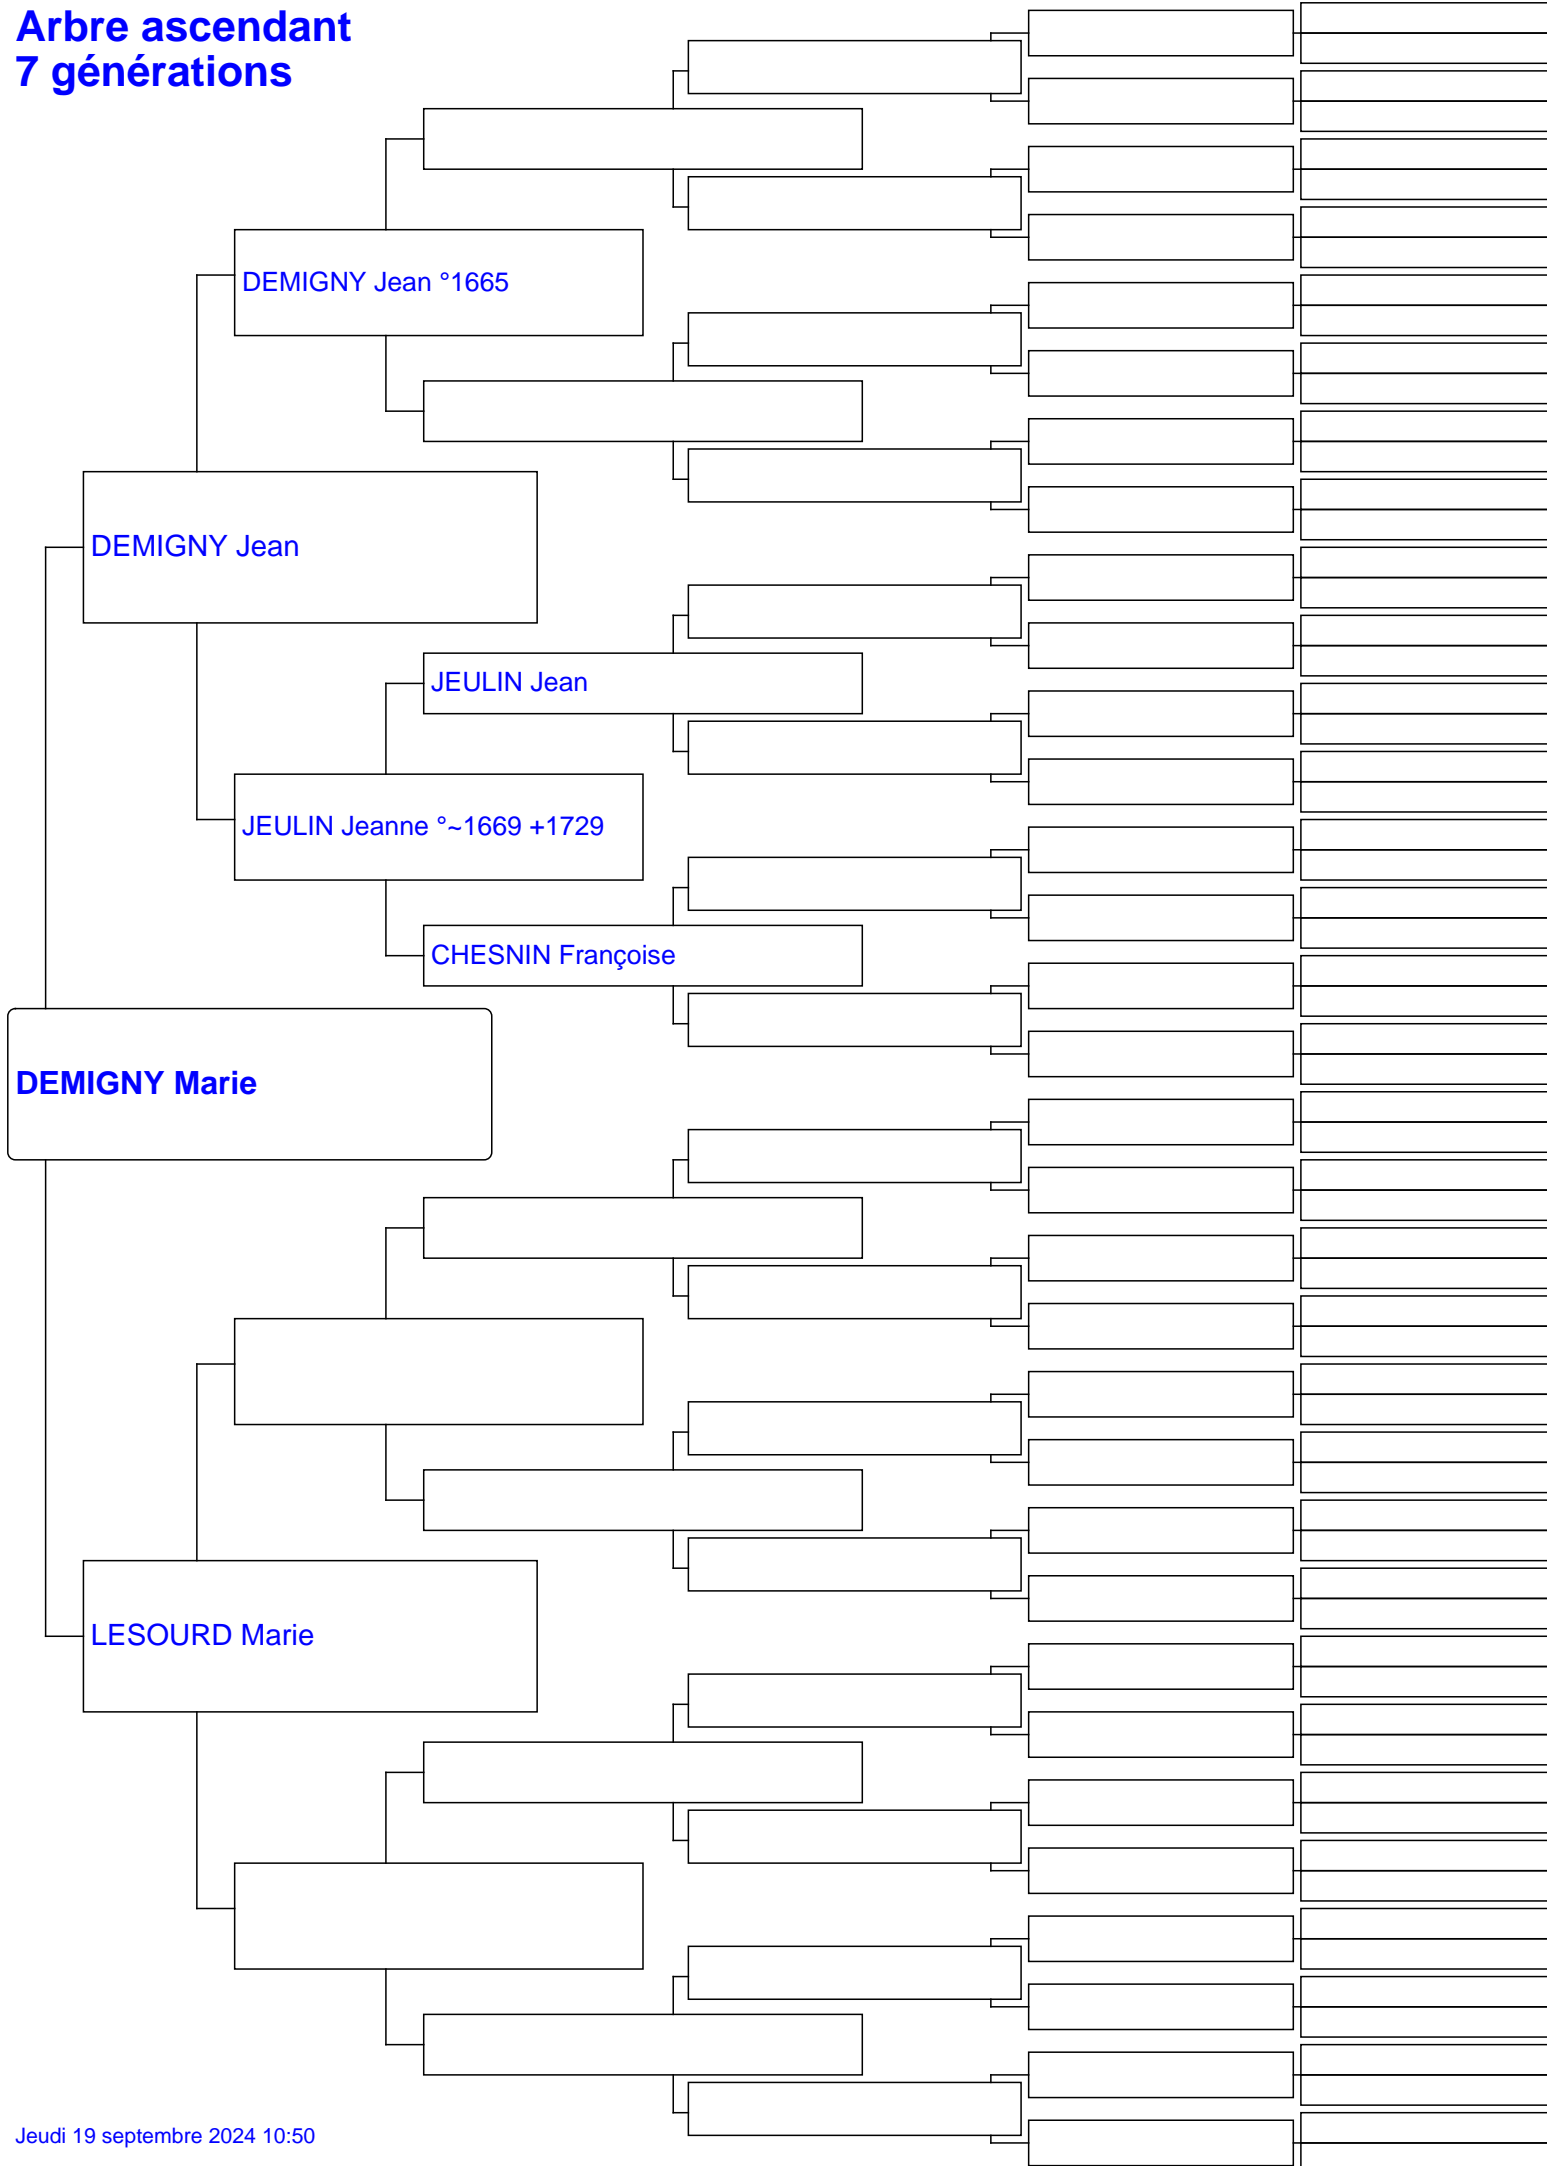 Arbre ascendant
7 générations
DEMIGNY Jean °1665
DEMIGNY Jean
JEULIN Jean
JEULIN Jeanne °~1669 +1729
CHESNIN Françoise
DEMIGNY Marie
LESOURD Marie
Jeudi 19 septembre 2024 10:50